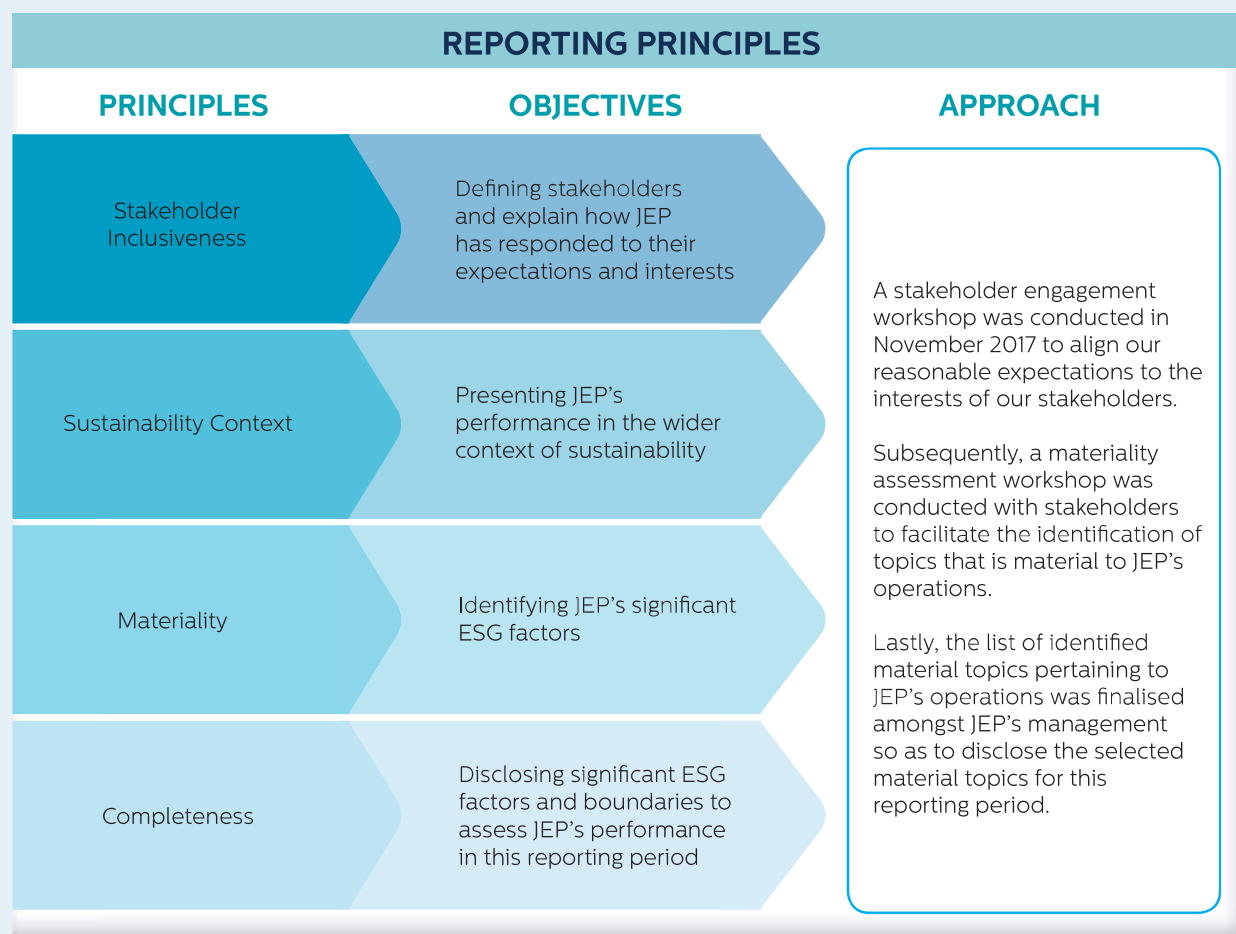 REPORTING PRINCIPLES
PRINCIPLES
OBJECTIVES
APPROACH
Stakeholder
Inclusiveness
Defining stakeholders
and explain how JEP
has responded to their
expectations and interests
Sustainability Context
Presenting JEP's
performance in the wider
context of sustainability
Materiality
Identifying JEP's significant
ESG factors
Completeness
Disclosing significant ESG
factors and boundaries to
assess JEP's performance
in this reporting period
A stakeholder engagement
workshop was conducted in
November 2017 to align our
reasonable expectations to the
interests of our stakeholders.
Subsequently, a materiality
assessment workshop was
conducted with stakeholders
to facilitate the identification of
topics that is material to JEP's
operations.
Lastly, the list of identified
material topics pertaining to
JEP's operations was finalised
amongst JEP's management
so as to disclose the selected
material topics for this
reporting period.